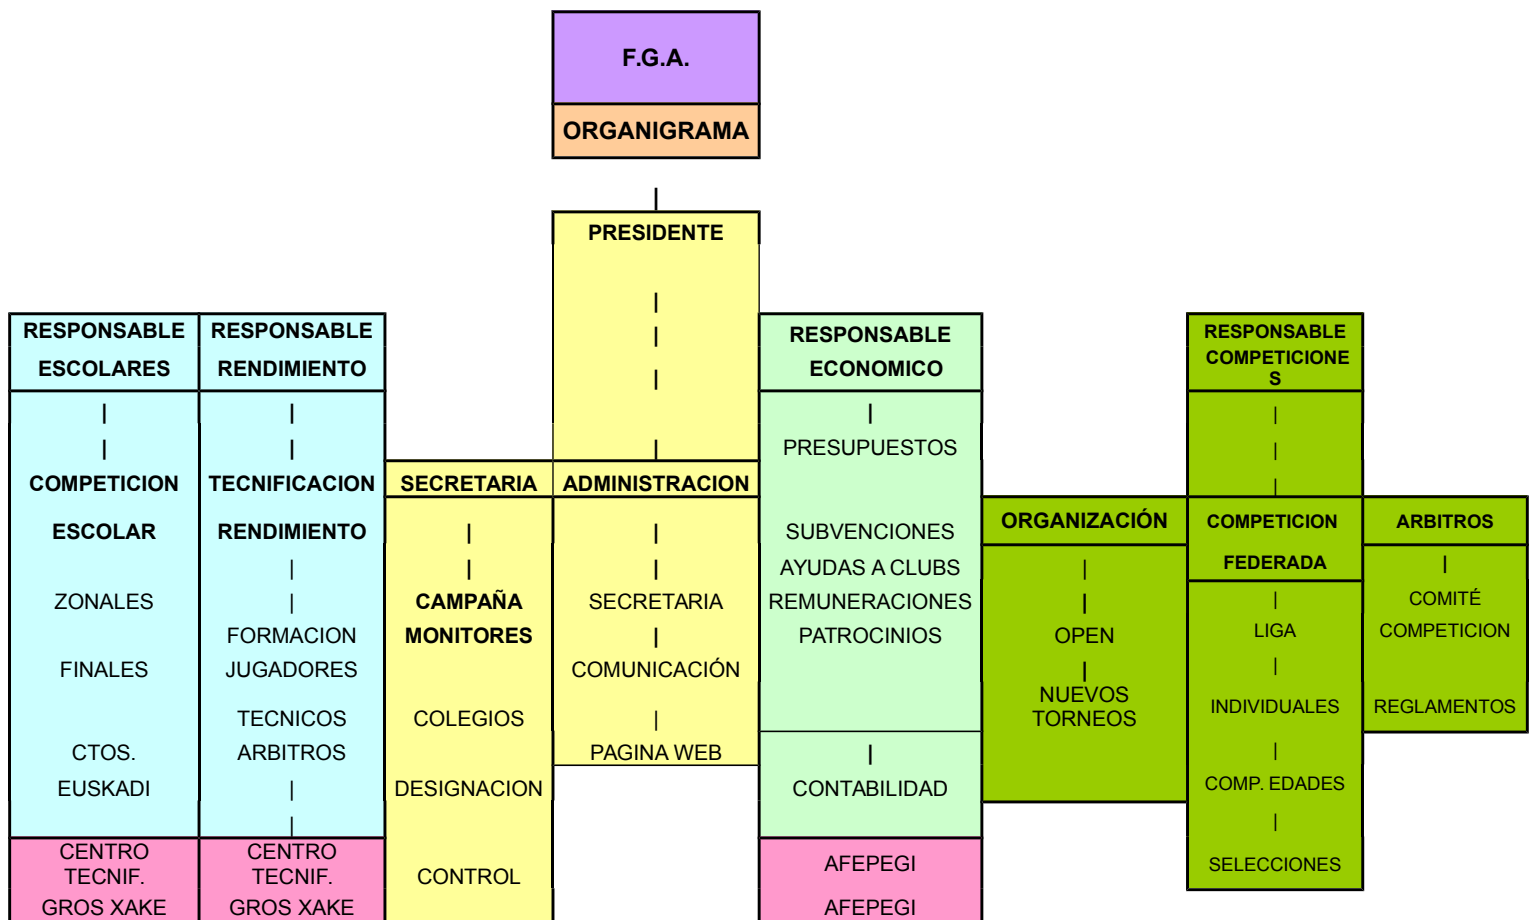 F.G.A.
ORGANIGRAMA
PRESIDENTE
RESPONSABLE
ESCOLARES
COMPETICION
ESCOLAR
ZONALES
FINALES
CTOS.
EUSKADI
CENTRO
TECNIF.
GROS XAKE
RESPONSABLE
RENDIMIENTO
TECNIFICACION
RENDIMIENTO
FORMACION
JUGADORES
TECNICOS
ARBITROS
CENTRO
TECNIF.
GROS XAKE
SECRETARIA
CAMPAÑA
MONITORES
COLEGIOS
DESIGNACION
CONTROL
ADMINISTRACION
SECRETARIA
COMUNICACIÓN
PAGINA WEB
RESPONSABLE
ECONOMICO
PRESUPUESTOS
SUBVENCIONES
AYUDAS A CLUBS
REMUNERACIONES
PATROCINIOS
CONTABILIDAD
AFEPEGI
AFEPEGI
RESPONSABLE
COMPETICIONE
S
ORGANIZACIÓN
OPEN
NUEVOS
TORNEOS
COMPETICION
FEDERADA
LIGA
INDIVIDUALES
COMP. EDADES
SELECCIONES
ARBITROS
COMITÉ
COMPETICION
REGLAMENTOS